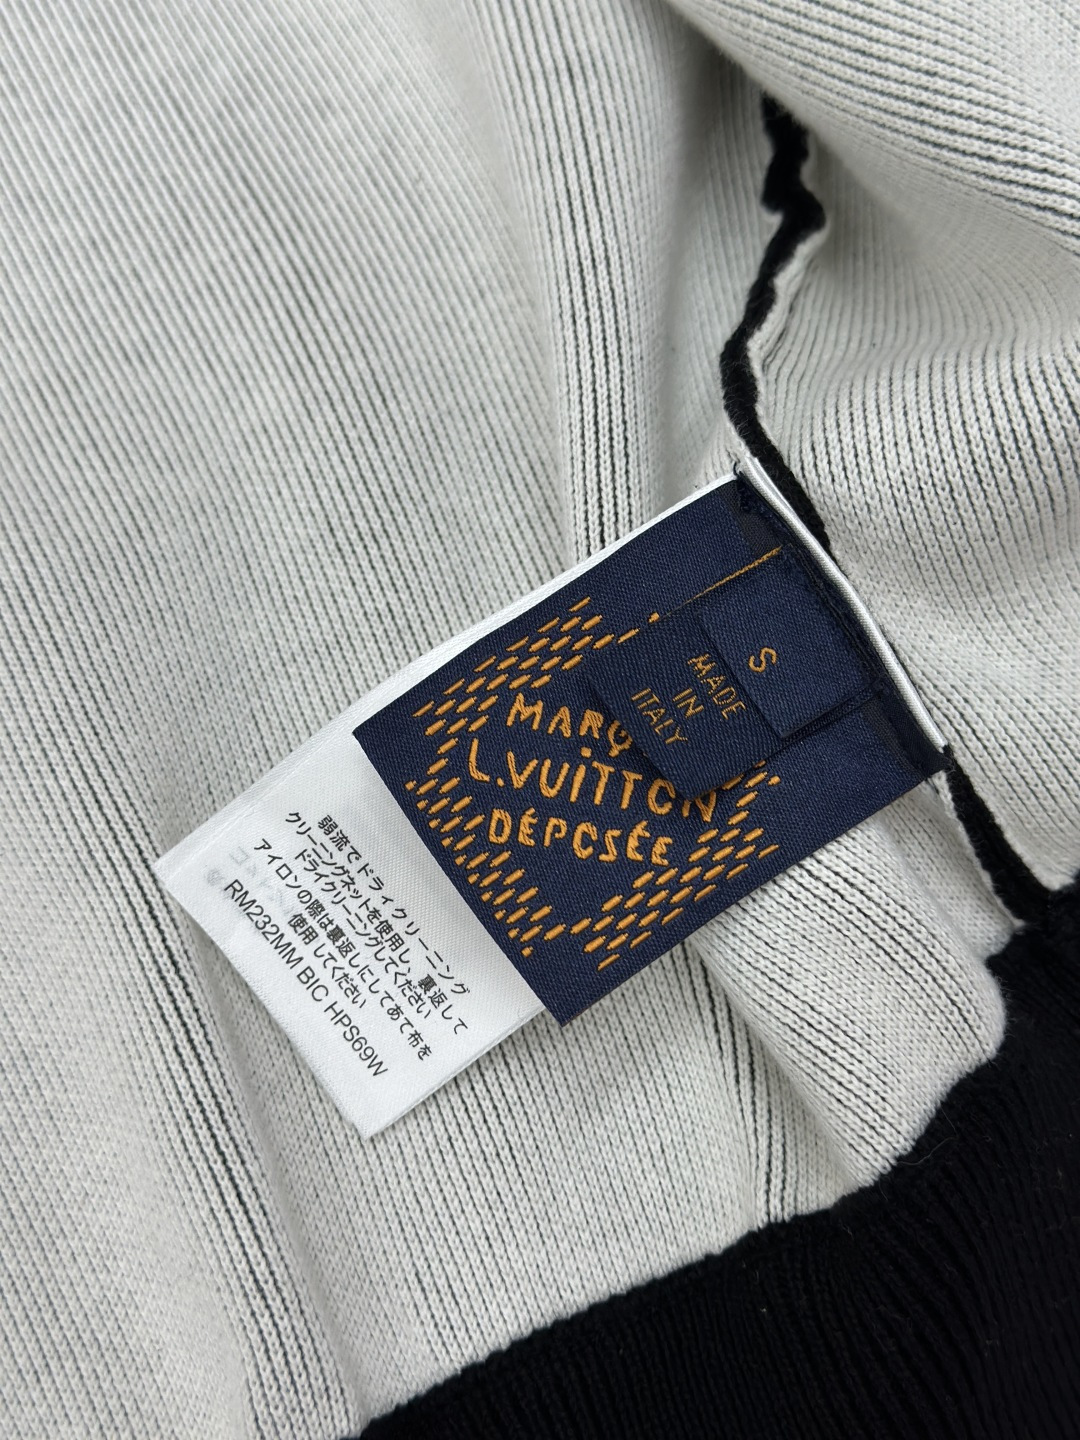 S
MADE
IN
ITALY
MARQ
L.VUiTTON
DÉPOSÉE
弱流でドライクリーニング
クリーニングネットを使用し、裏返して
ドライクリーニングしてください
アイロンの際は裏返しにしてあて布を
使用してください
RM232MM BIC HPS69W